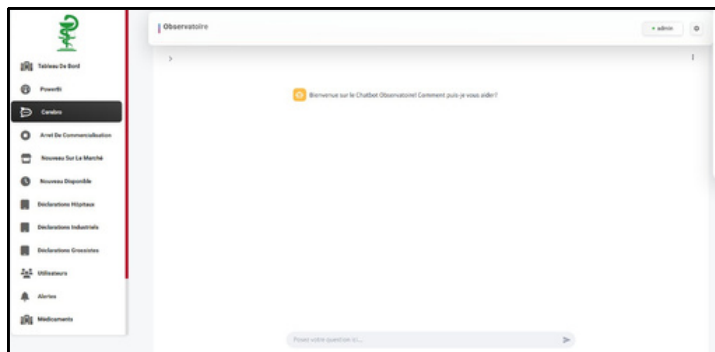 Observatoire
admin
Tableau De Bord
PowerBI
Cerebro
Arret De Commercialisation
Nouveau Sur La Marché
Nouveau Disponible
Déclarations Hôpitaux
Déclarations Industriels
Déclarations Grossistes
Utilisateurs
Alertes
Médicaments
Bienvenue sur le Chatbot Observatoire! Comment puis-je vous aider?
Posez votre question ici...